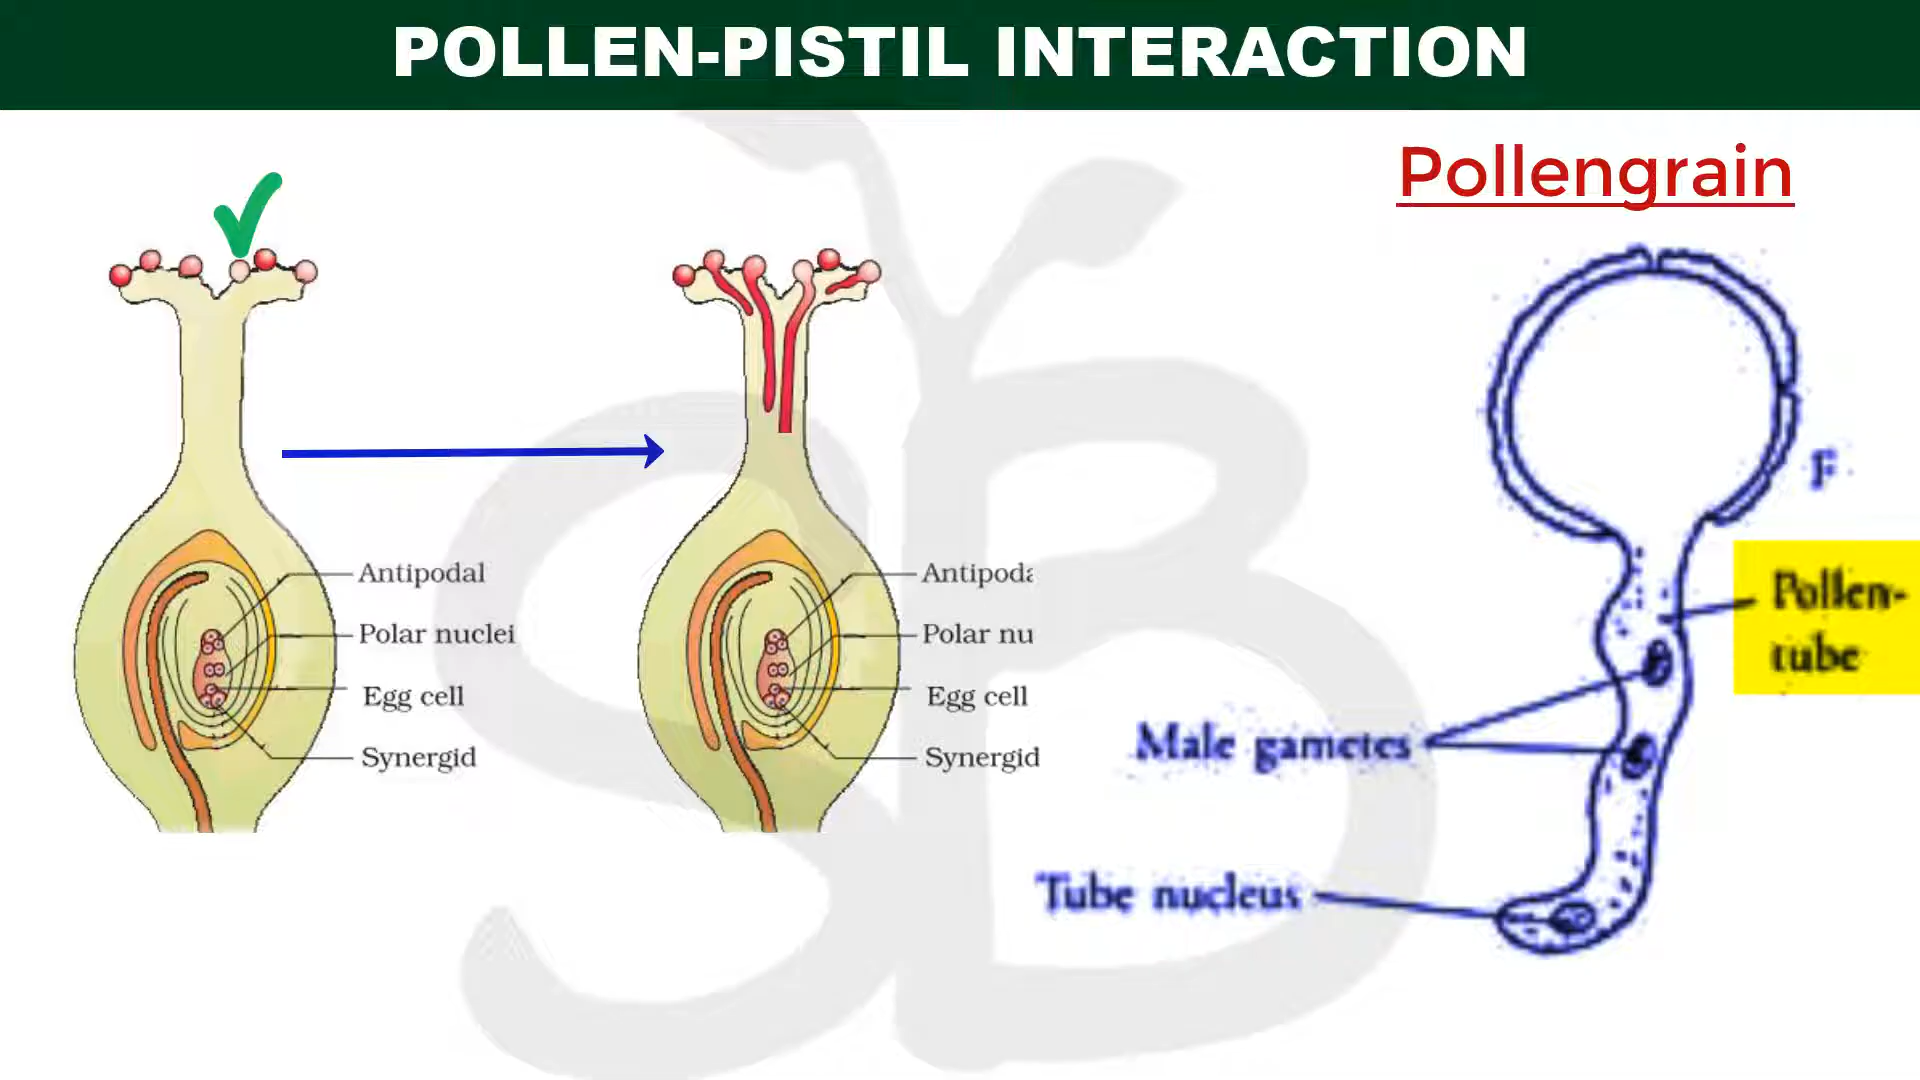 POLLEN-PISTIL INTERACTION
Pollengrain
Antipodal
Polar nuclei
Egg cell
Synergid
Antipoda
Polar nu
Egg cell
Synergid
F
Pollen-
tube
Male gametes
Tube nucleus
SB